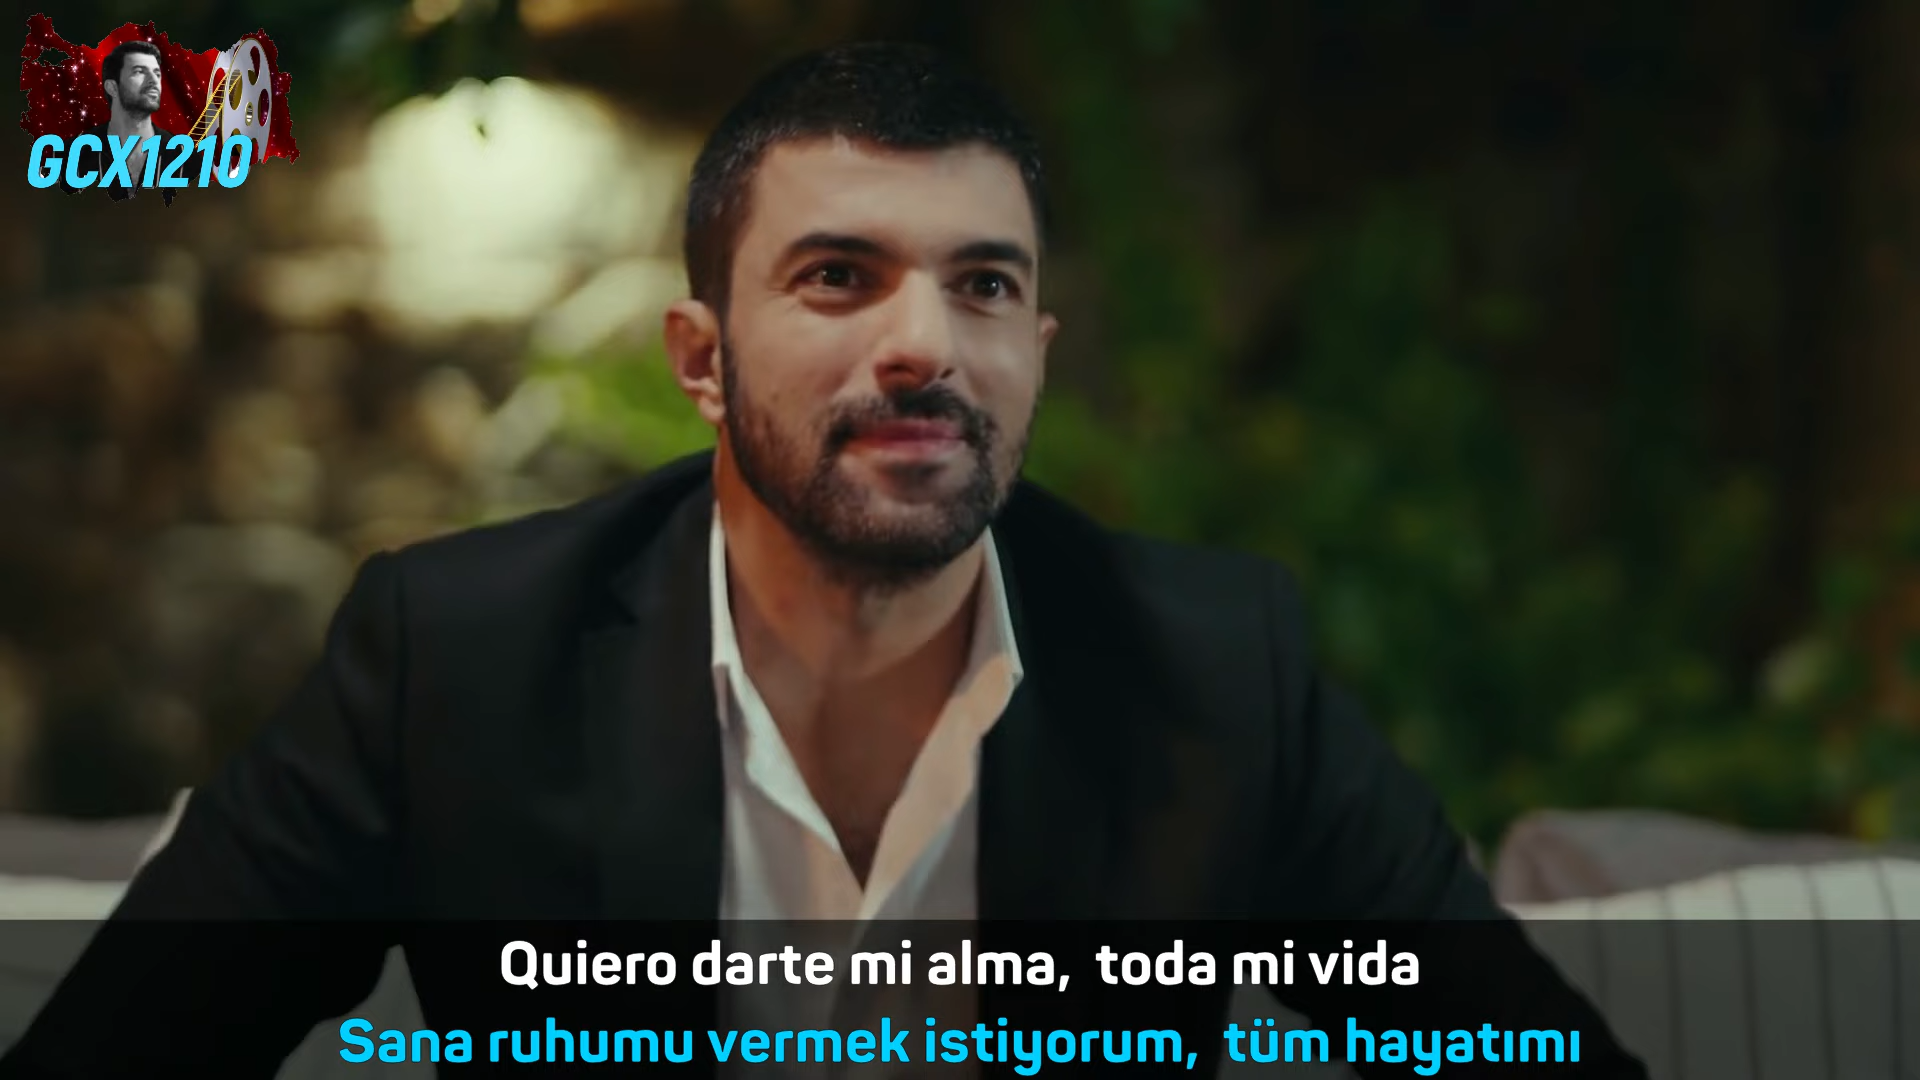 GCX1210
Quiero darte mi alma, toda mi vida
Sana ruhumu vermek istiyorum, tüm hayatımı